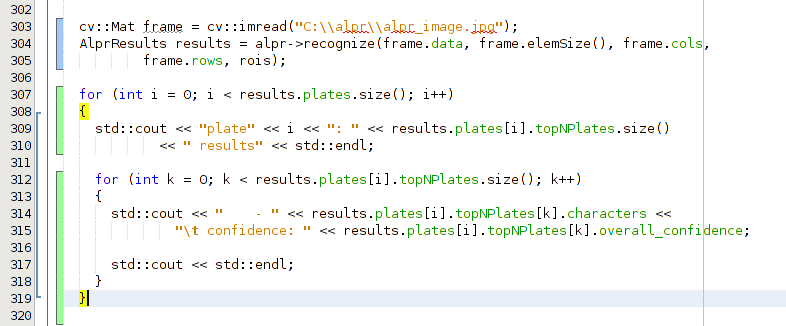 302
303 cv::Mat frame = cv::imread("C:\\alpr\\alpr_image.jpg");
304 AlprResults results = alpr->recognize(frame.data, frame.elemSize(), frame.cols,
305 frame.rows, rois);
306
307 for (int i = 0; i < results.plates.size(); i++)
308 {
309 std::cout << "plate" << i << ": " << results.plates[i].topNPlates.size()
310 << " results" << std::endl;
311
312 for (int k = 0; k < results.plates[i].topNPlates.size(); k++)
313 {
314 std::cout << "    - " << results.plates[i].topNPlates[k].characters <<
315 "\t confidence: " << results.plates[i].topNPlates[k].overall_confidence;
316
317 std::cout << std::endl;
318 }
319 }
320